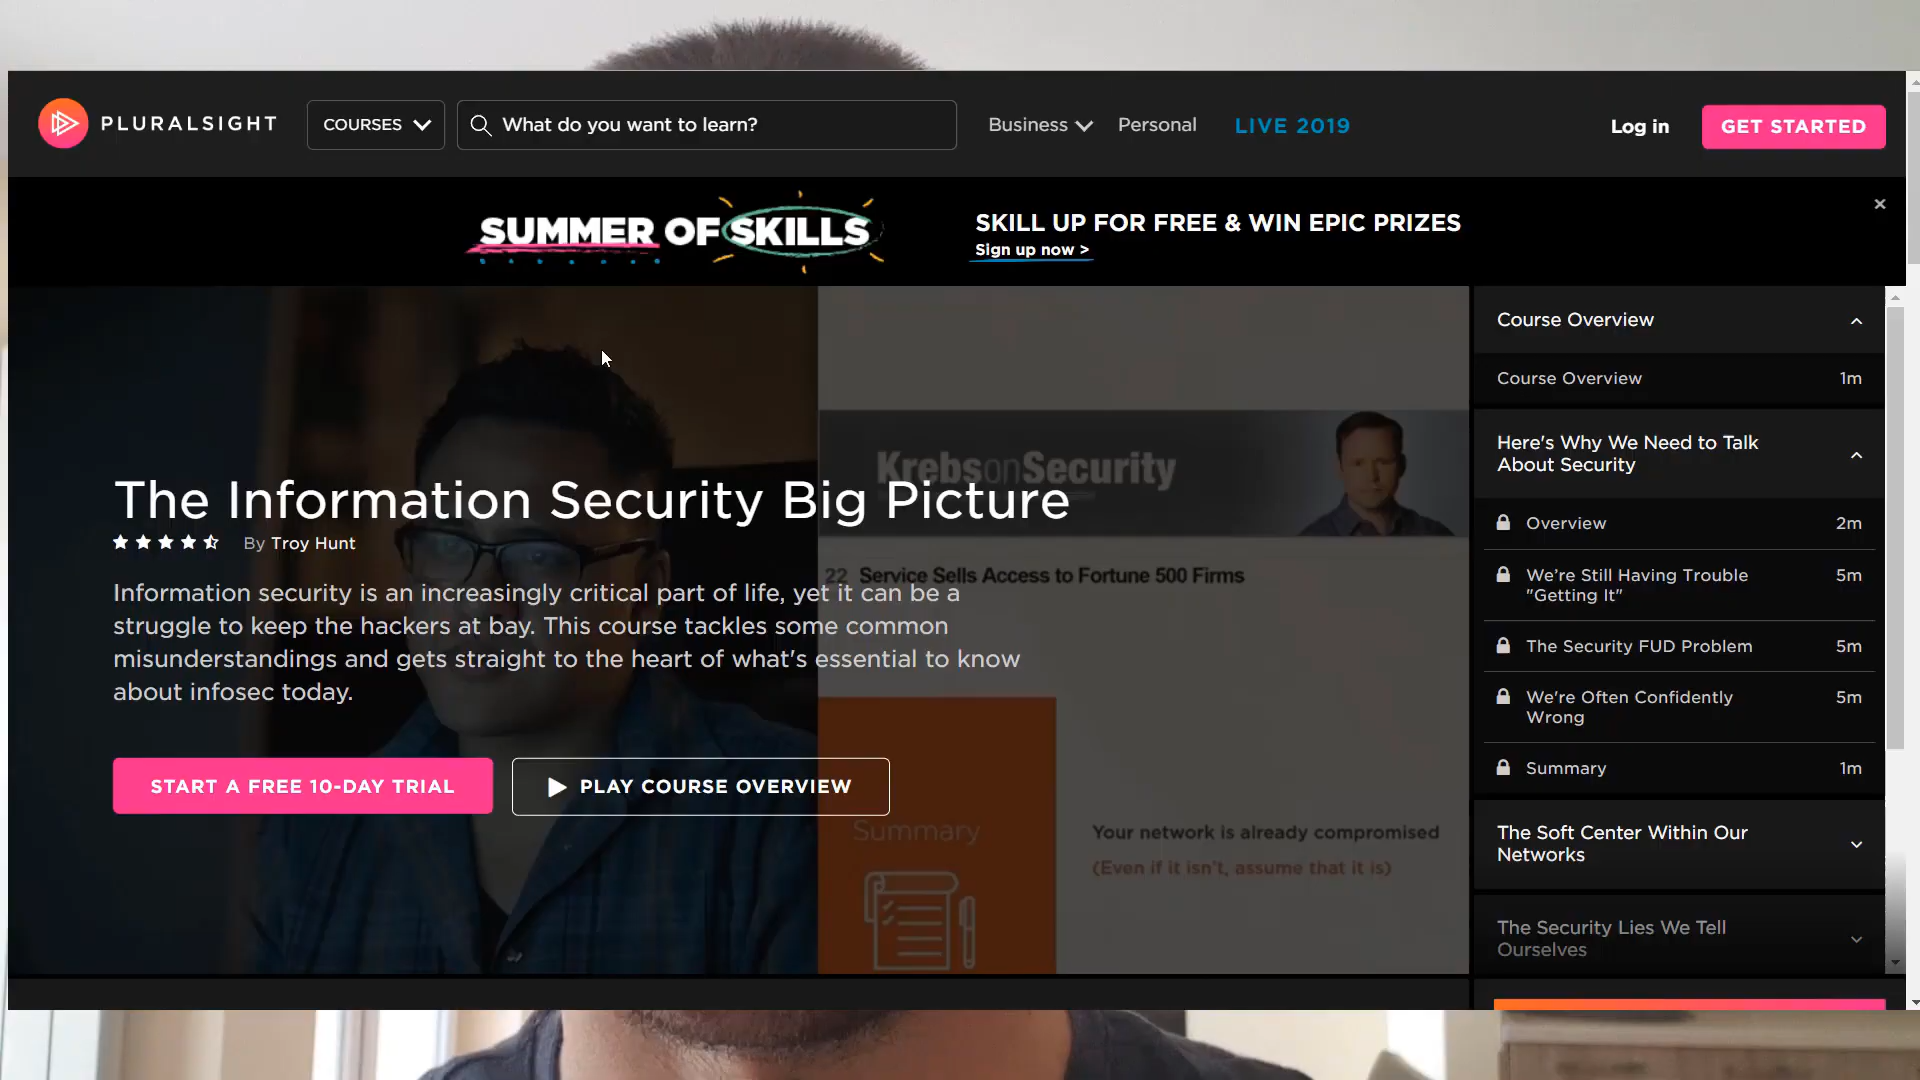 PLURALSIGHT
COURSES
What do you want to learn?
Business
Personal
LIVE 2019
Log in
GET STARTED
SUMMER OF SKILLS
SKILL UP FOR FREE & WIN EPIC PRIZES
Sign up now >
The Information Security Big Picture
By Troy Hunt
Information security is an increasingly critical part of life, yet it can be a
struggle to keep the hackers at bay. This course tackles some common
misunderstandings and gets straight to the heart of what's essential to know
about infosec today.
START A FREE 10-DAY TRIAL
PLAY COURSE OVERVIEW
KrebsonSecurity
22 Service Sells Access to Fortune 500 Firms
Summary
Your network is already compromised
(Even if it isn't, assume that it is)
Course Overview
Course Overview 1m
Here's Why We Need to Talk
About Security
Overview 2m
We’re Still Having Trouble 5m
"Getting It"
The Security FUD Problem 5m
We're Often Confidently 5m
Wrong
Summary 1m
The Soft Center Within Our
Networks
The Security Lies We Tell
Ourselves